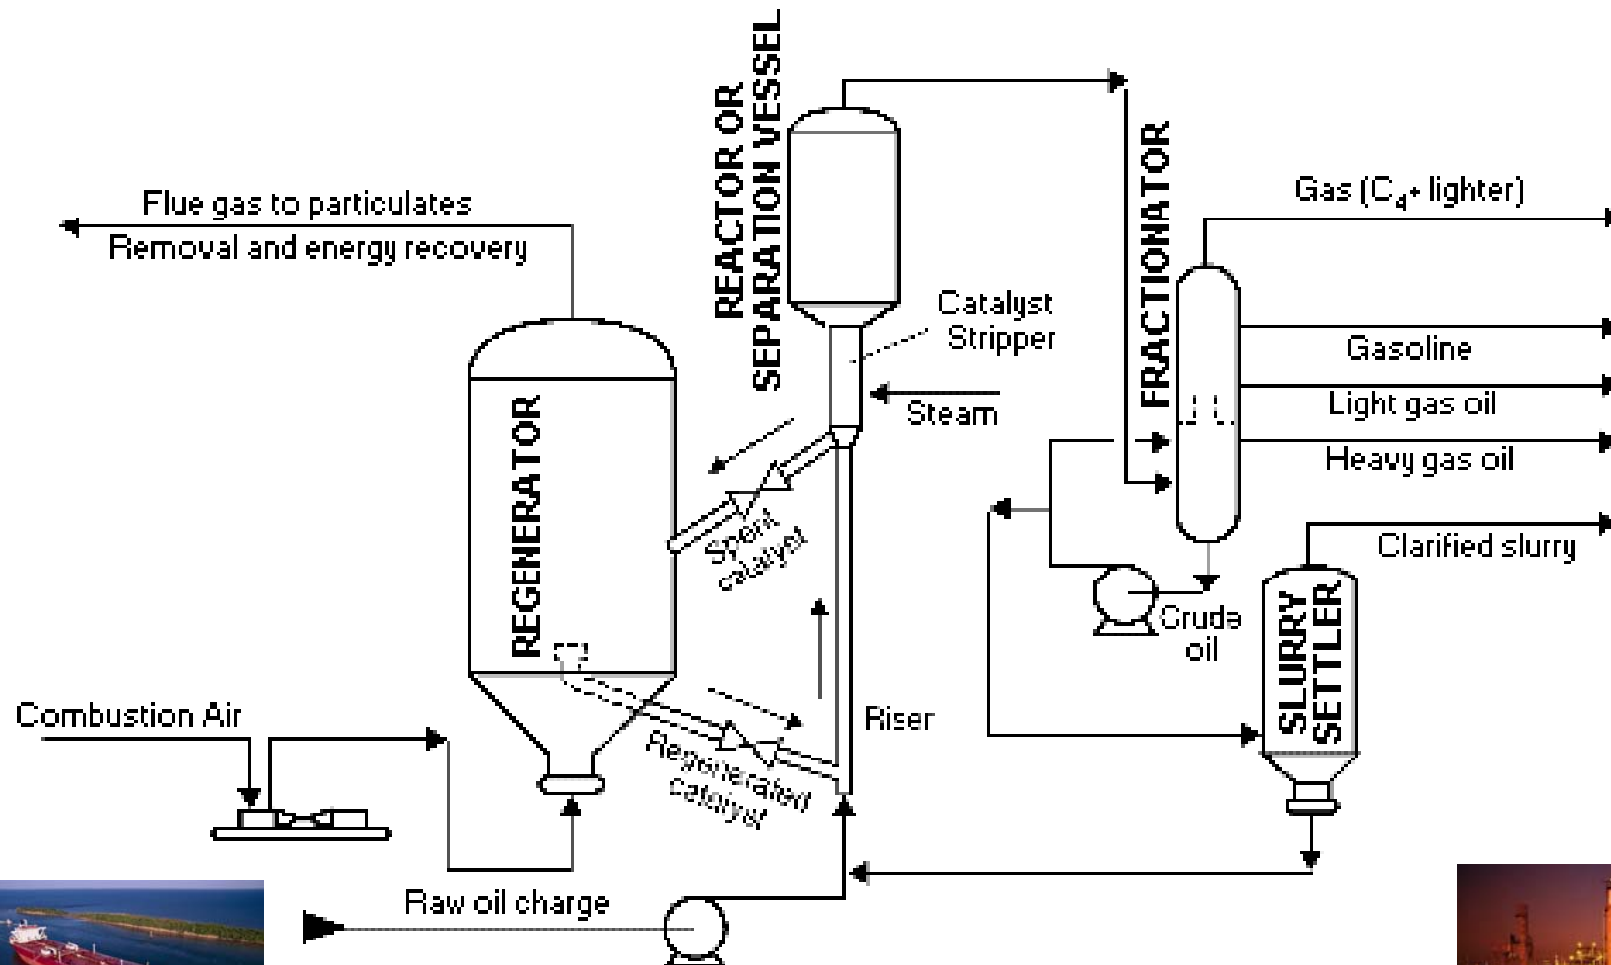 REACTOR OR
SEPARATION VESSEL
FRACTIONATOR
Flue gas to particulates
Removal and energy recovery
Gas (C₄+ lighter)
Catalyst
Stripper
Gasoline
Steam
Light gas oil
Heavy gas oil
REGENERATOR
Spent
catalyst
Clarified slurry
Crude
oil
SLURRY
SETTLER
Combustion Air
Riser
Regenerated
catalyst
Raw oil charge